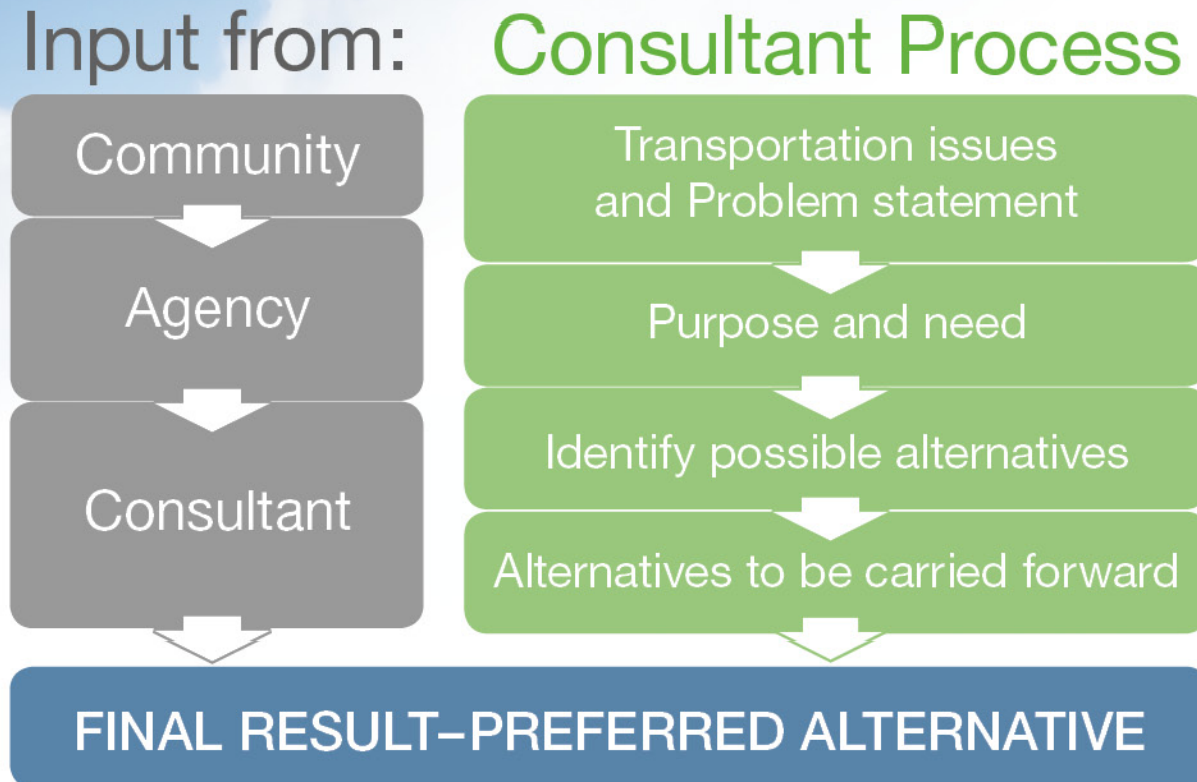 Input from:
Community
Agency
Consultant
Consultant Process
Transportation issues
and Problem statement
Purpose and need
Identify possible alternatives
Alternatives to be carried forward
FINAL RESULT–PREFERRED ALTERNATIVE